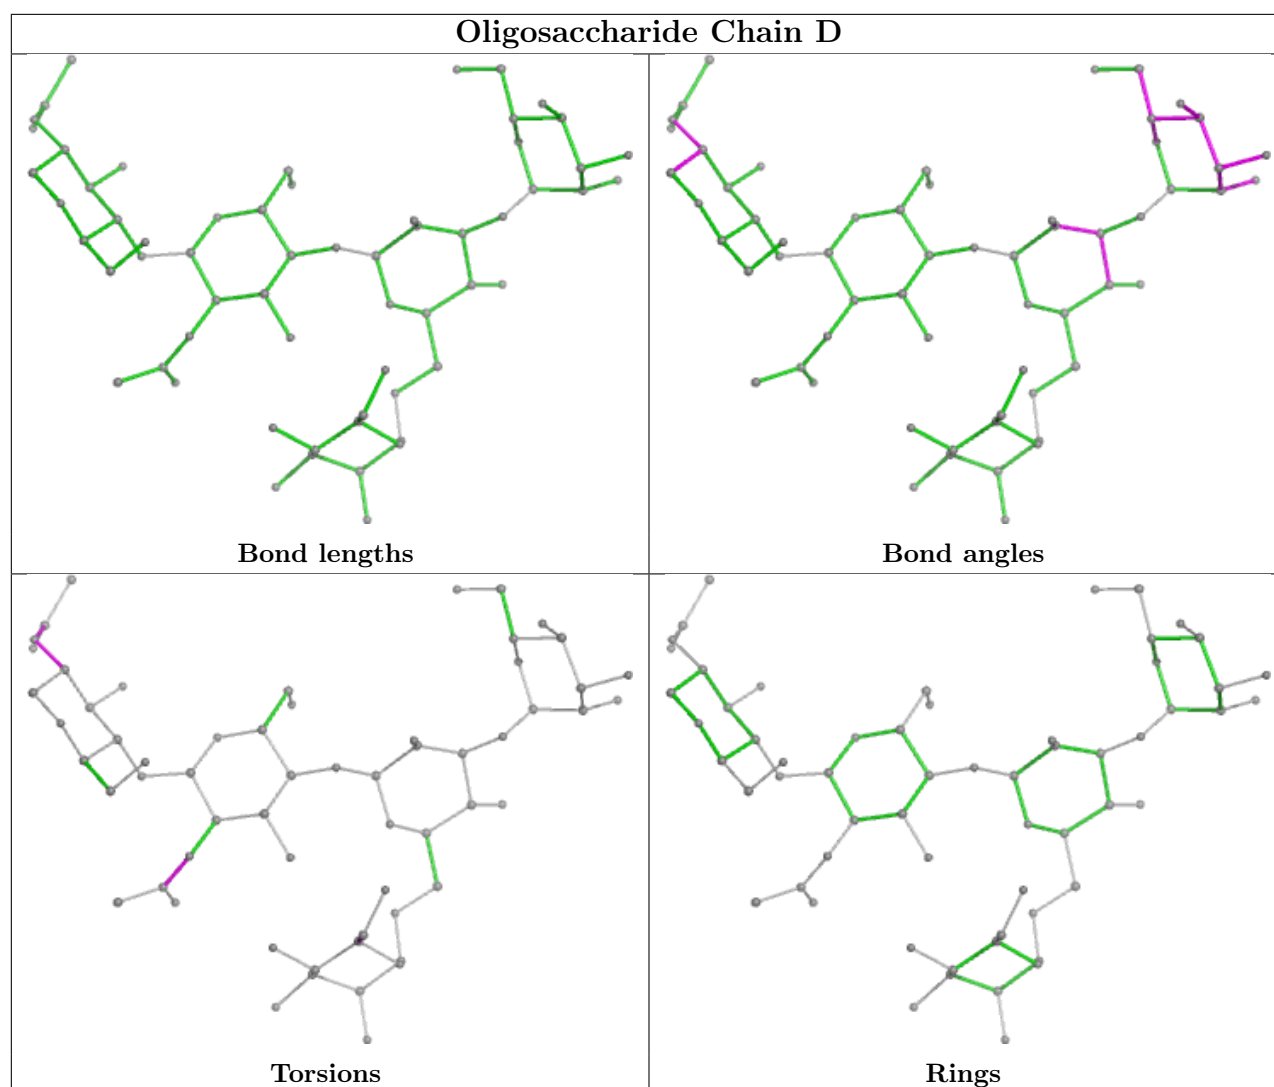 Oligosaccharide Chain D
Bond lengths
Bond angles
Torsions
Rings